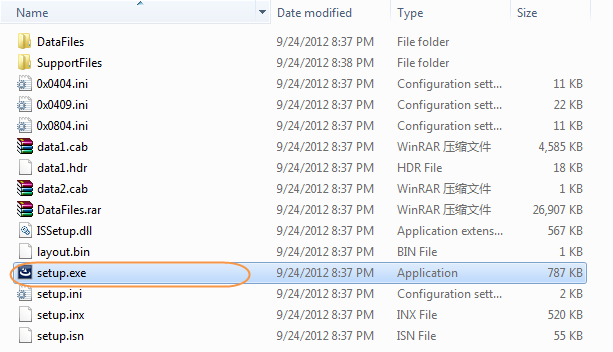 Name Date modified Type Size
DataFiles 9/24/2012 8:37 PM File folder
SupportFiles 9/24/2012 8:38 PM File folder
0x0404.ini 9/24/2012 8:37 PM Configuration sett... 11 KB
0x0409.ini 9/24/2012 8:37 PM Configuration sett... 22 KB
0x0804.ini 9/24/2012 8:37 PM Configuration sett... 11 KB
data1.cab 9/24/2012 8:37 PM WinRAR 压缩文件 4,585 KB
data1.hdr 9/24/2012 8:37 PM HDR File 18 KB
data2.cab 9/24/2012 8:37 PM WinRAR 压缩文件 1 KB
DataFiles.rar 9/24/2012 8:37 PM WinRAR 压缩文件 26,907 KB
ISSetup.dll 9/24/2012 8:37 PM Application extens... 567 KB
layout.bin 9/24/2012 8:37 PM BIN File 1 KB
setup.exe 9/24/2012 8:37 PM Application 787 KB
setup.ini 9/24/2012 8:37 PM Configuration sett... 2 KB
setup.inx 9/24/2012 8:37 PM INX File 520 KB
setup.isn 9/24/2012 8:37 PM ISN File 55 KB